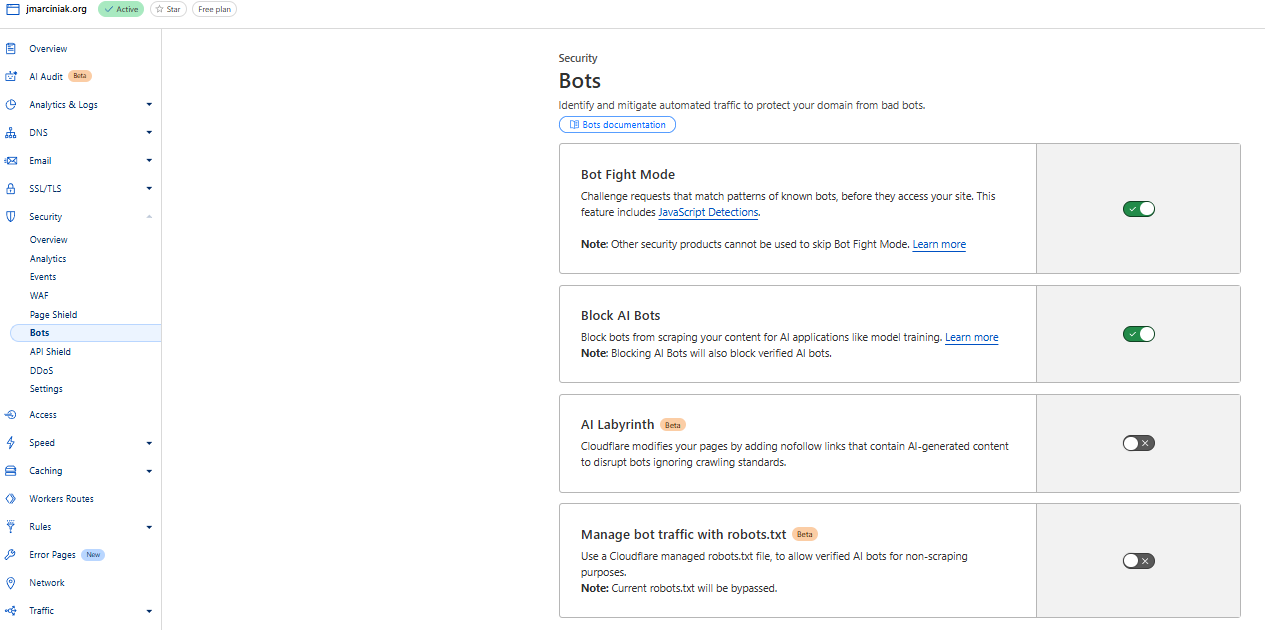 jmarciniak.org Active Star Free plan
Overview
AI Audit Beta
Analytics & Logs
DNS
Email
SSL/TLS
Security
Overview
Analytics
Events
WAF
Page Shield
Bots
API Shield
DDoS
Settings
Access
Speed
Caching
Workers Routes
Rules
Error Pages New
Network
Traffic
Security
Bots
Identify and mitigate automated traffic to protect your domain from bad bots.
Bots documentation
Bot Fight Mode
Challenge requests that match patterns of known bots, before they access your site. This
feature includes JavaScript Detections.
Note: Other security products cannot be used to skip Bot Fight Mode. Learn more
Block AI Bots
Block bots from scraping your content for AI applications like model training. Learn more
Note: Blocking AI Bots will also block verified AI bots.
AI Labyrinth Beta
Cloudflare modifies your pages by adding nofollow links that contain AI-generated content
to disrupt bots ignoring crawling standards.
Manage bot traffic with robots.txt Beta
Use a Cloudflare managed robots.txt file, to allow verified AI bots for non-scraping
purposes.
Note: Current robots.txt will be bypassed.